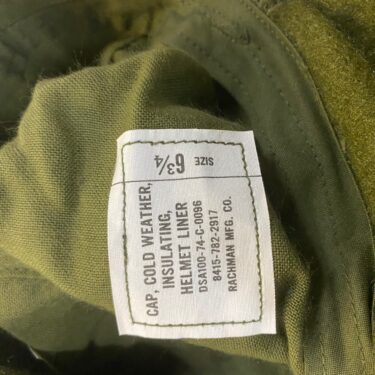 SIZE 6¾
CAP, COLD WEATHER,
INSULATING,
HELMET LINER
DSA100-74-C-0096
8415-782-2917
RACHMAN MFG. CO.